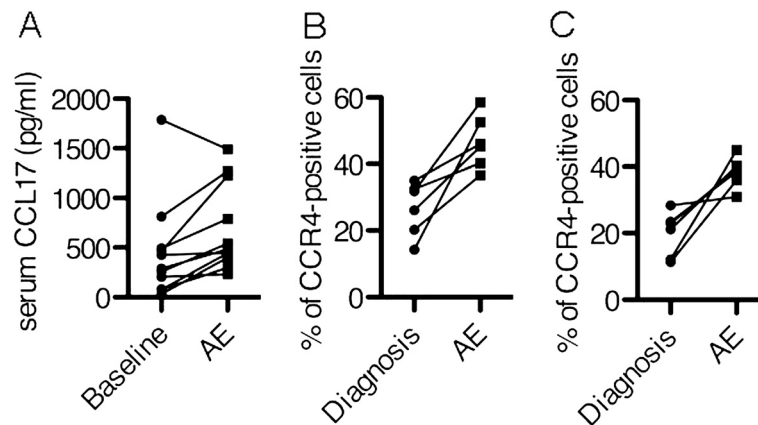 A
serum CCL17 (pg/ml)
2000
1500
1000
500
0
Baseline
AE
B
% of CCR4-positive cells
60
40
20
0
Diagnosis
AE
C
% of CCR4-positive cells
60
40
20
0
Diagnosis
AE